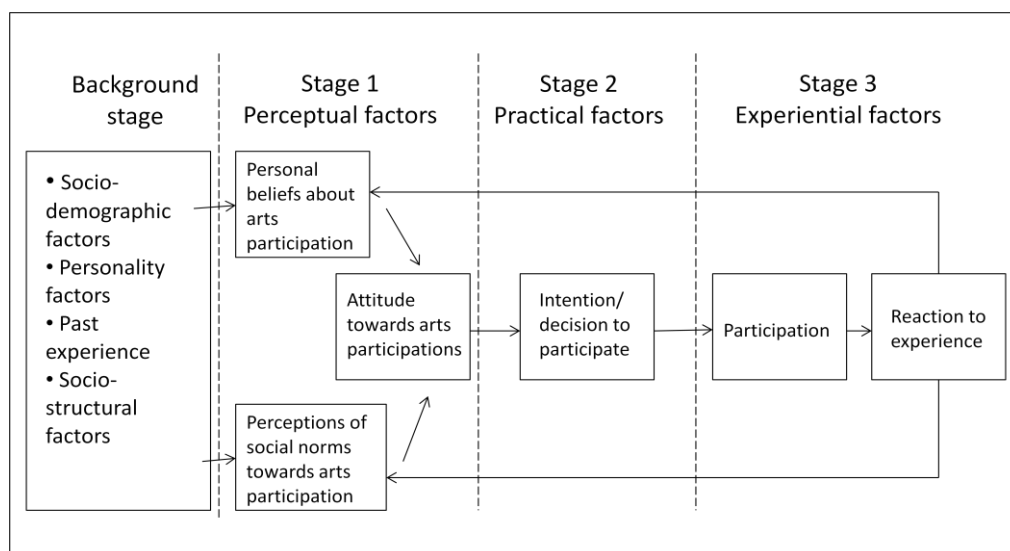 Background
stage
Stage 1
Perceptual factors
Stage 2
Practical factors
Stage 3
Experiential factors
• Socio-
demographic
factors
• Personality
factors
• Past
experience
• Socio-
structural
factors
Personal
beliefs about
arts
participation
Attitude
towards arts
participations
Perceptions of
social norms
towards arts
participation
Intention/
decision to
participate
Participation
Reaction to
experience